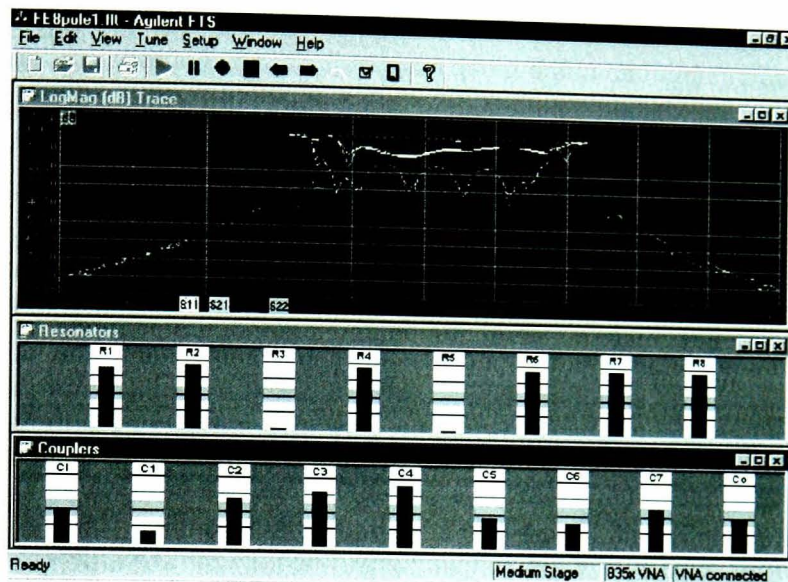 FE8pole1.flt - Agilent FTS
File Edit View Tune Setup Window Help
LogMag [dB] Trace
S11 S21 S22
Resonators
R1 R2 R3 R4 R5 R6 R7 R8
Couplers
Ci C1 C2 C3 C4 C5 C6 C7 Co
Ready
Medium Stage 835x VNA VNA connected